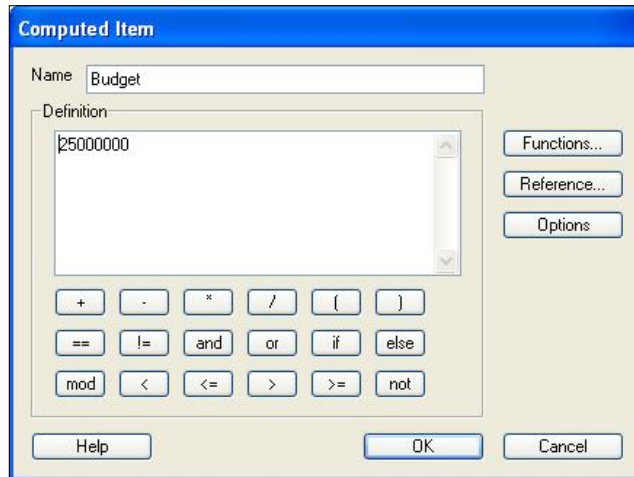 Computed Item
Name Budget
Definition
25000000
Functions...
Reference...
Options
+ - * / ( )
== != and or if else
mod < <= > >= not
Help OK Cancel